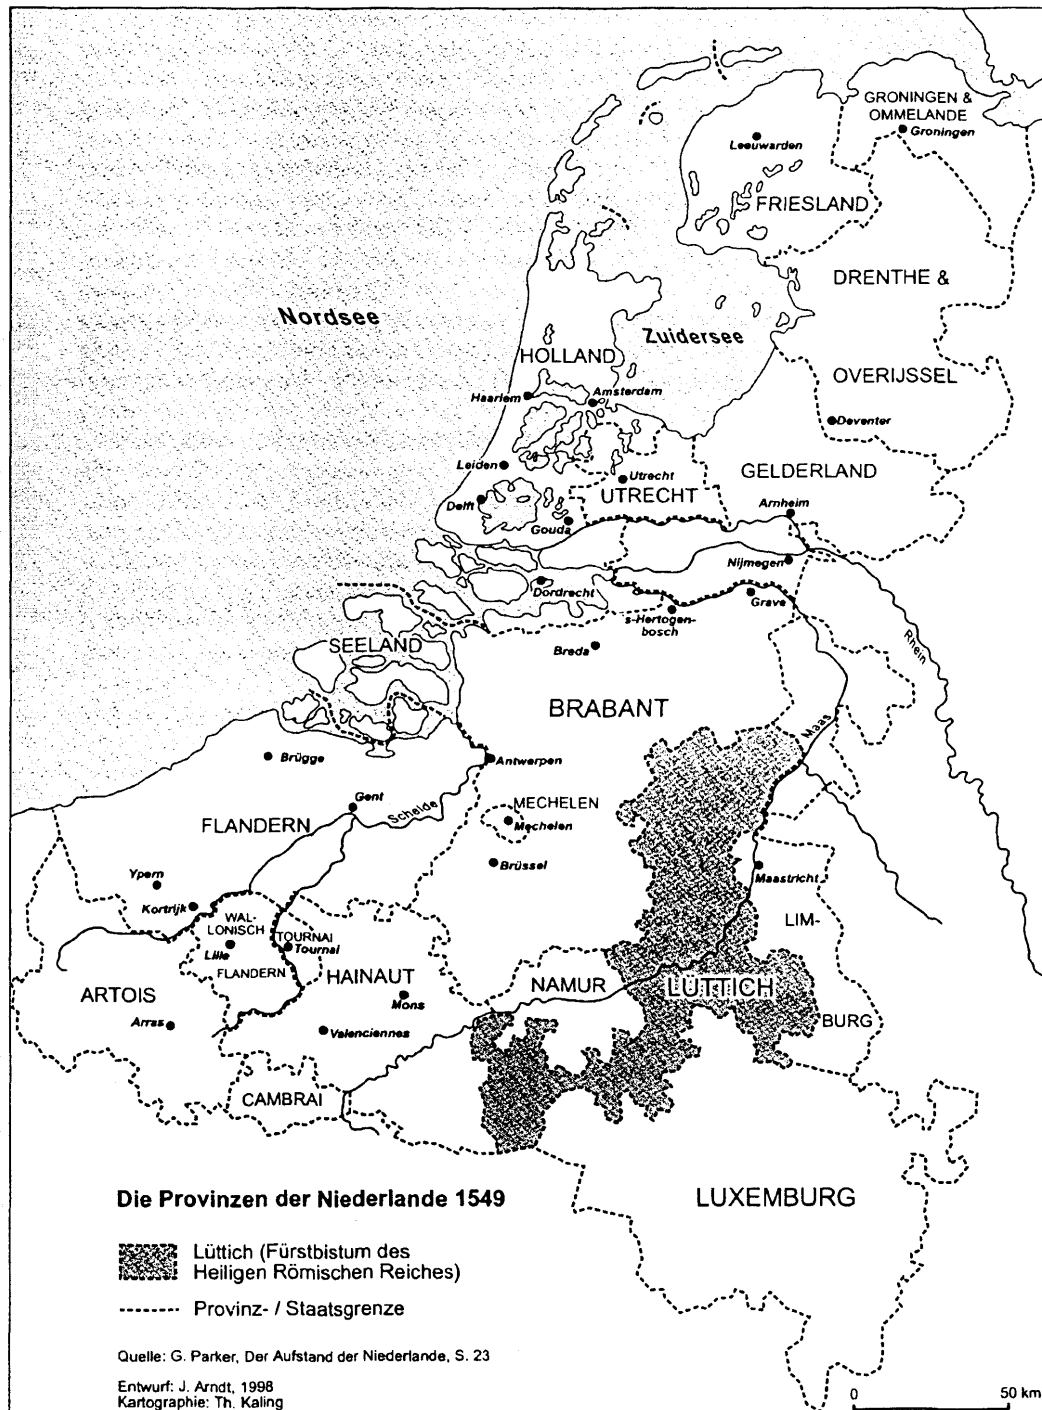 GRONINGEN &
OMMELANDE
Groningen
Leeuwarden
FRIESLAND
DRENTHE &
Nordsee
Zuidersee
HOLLAND
OVERIJSSEL
Haarlem
Amsterdam
Deventer
Leiden
Utrecht
GELDERLAND
UTRECHT
Delft
Arnheim
Gouda
Nijmegen
Dordrecht
Grave
's-Hertogen-
bosch
SEELAND
Breda
Rhein
BRABANT
Maas
Brügge
Antwerpen
Gent
Schelde
MECHELEN
Mechelen
FLANDERN
Brüssel
Ypern
Maastricht
Kortrijk
WAL-
LONISCH
FLANDERN
Lille
TOURNAI
Tournai
LIM-
BURG
HAINAUT
NAMUR
LÜTTICH
ARTOIS
Mons
Arras
Valenciennes
CAMBRAI
LUXEMBURG
Die Provinzen der Niederlande 1549
Lüttich (Fürstbistum des
Heiligen Römischen Reiches)
Provinz- / Staatsgrenze
Quelle: G. Parker, Der Aufstand der Niederlande, S. 23
Entwurf: J. Arndt, 1998
Kartographie: Th. Kaling
0 50 km